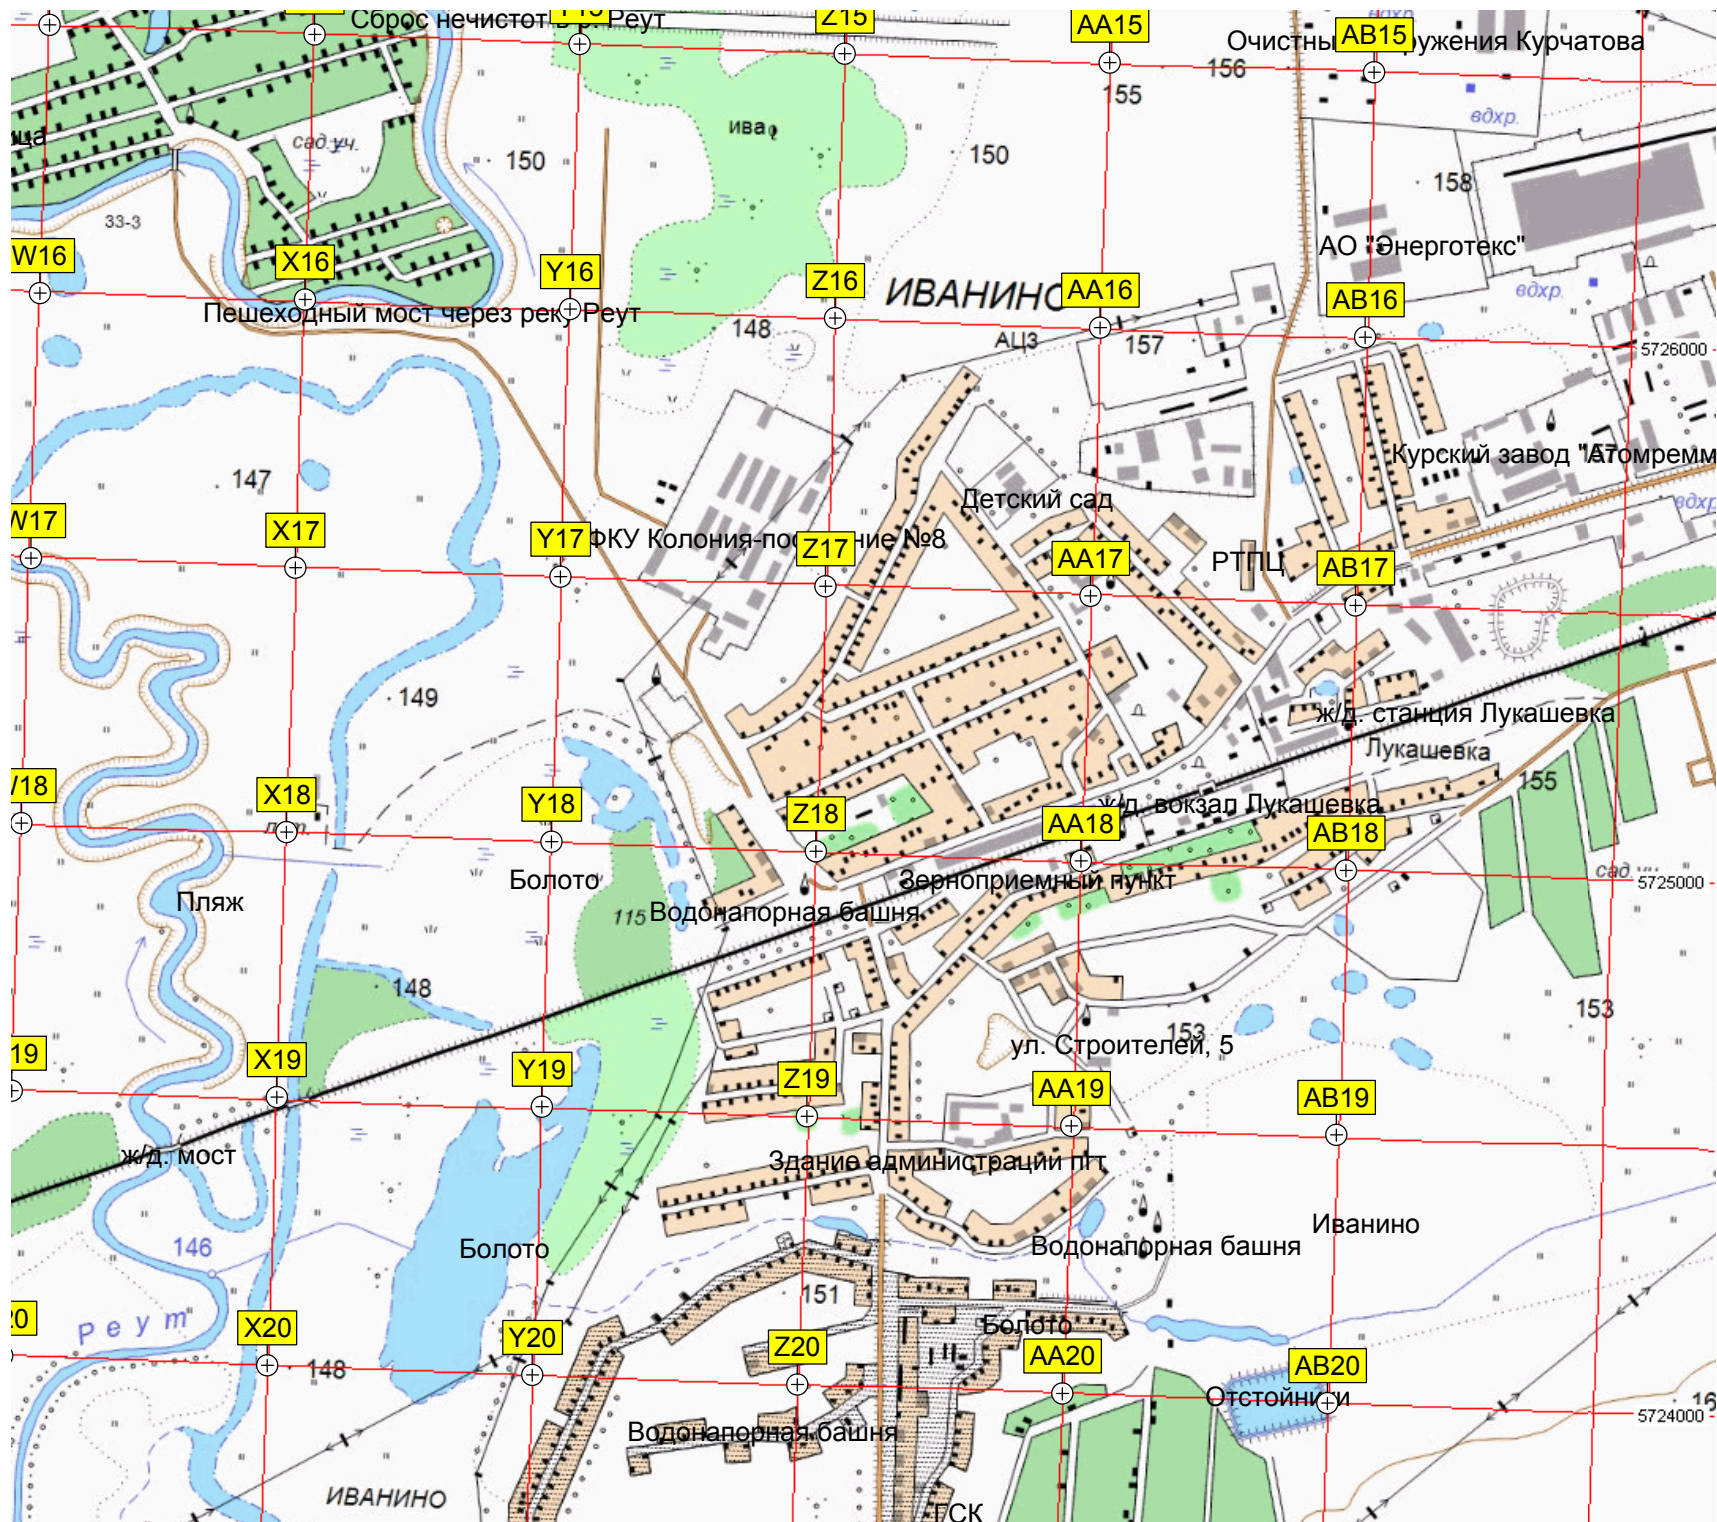 Сброс нечистот в р. Реут
Z15
AA15
AB15
вдхр.
156
155
вдхр.
ива
сад.уч.
150
150
158
33-3
W16
X16
Y16
Z16
ИВАНИНО
AA16
АО "Энерготекс"
AB16
вдхр.
Пешеходный мост через реку Реут
148
АЦЗ
157
5726000
147
Курский завод "Атомремм
Детский сад
W17
X17
Y17
ФКУ Колония-поселение №8
Z17
AA17
РТПЦ
AB17
вдхр
149
ж/д. станция Лукашевка
Лукашевка
155
X18
Y18
Z18
AA18
ж/д. вокзал Лукашевка
AB18
Болото
Зерноприемный пункт
5725000
Пляж
115
Водонапорная башня
148
153
153
ул. Строителей, 5
19
X19
Y19
Z19
AA19
AB19
ж/д. мост
Здание администрации пгт
146
Болото
Водонапорная башня
Иванино
151
Реут
20
X20
Y20
Z20
Болото
AA20
AB20
148
Отстойники
5724000
Водонапорная башня
ИВАНИНО
ГСК